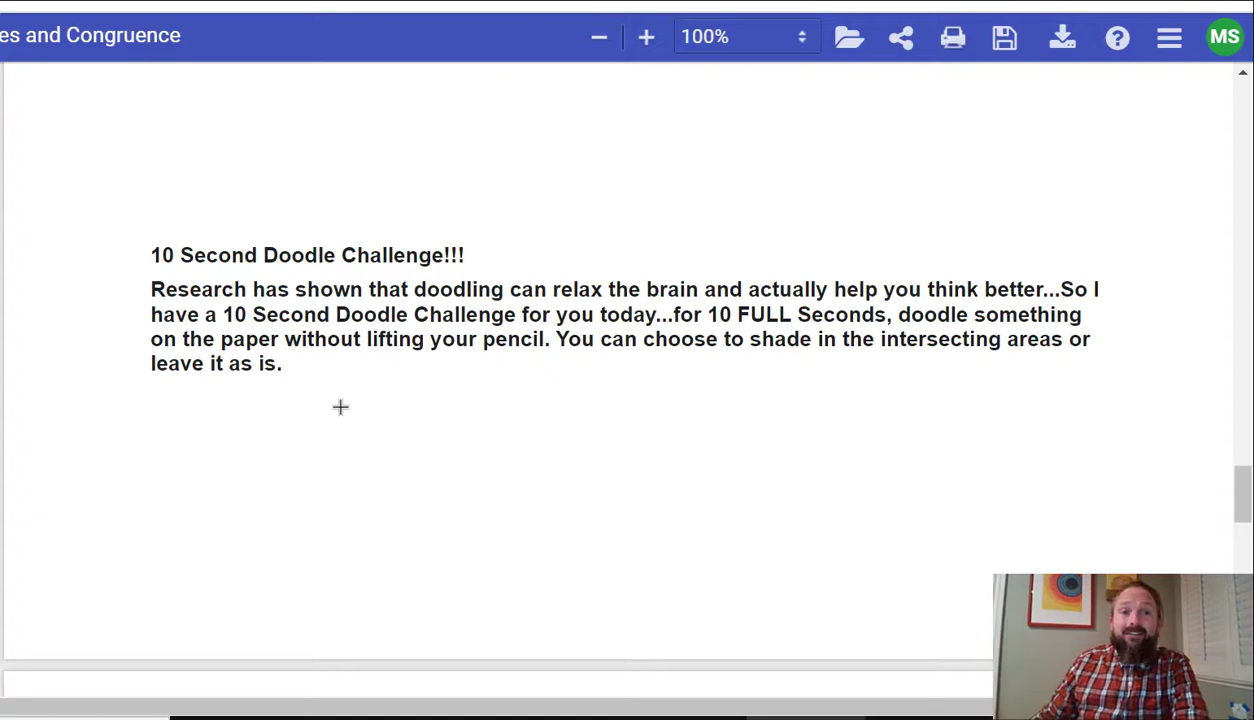 es and Congruence
100%
MS
10 Second Doodle Challenge!!!
Research has shown that doodling can relax the brain and actually help you think better...So I
have a 10 Second Doodle Challenge for you today...for 10 FULL Seconds, doodle something
on the paper without lifting your pencil. You can choose to shade in the intersecting areas or
leave it as is.